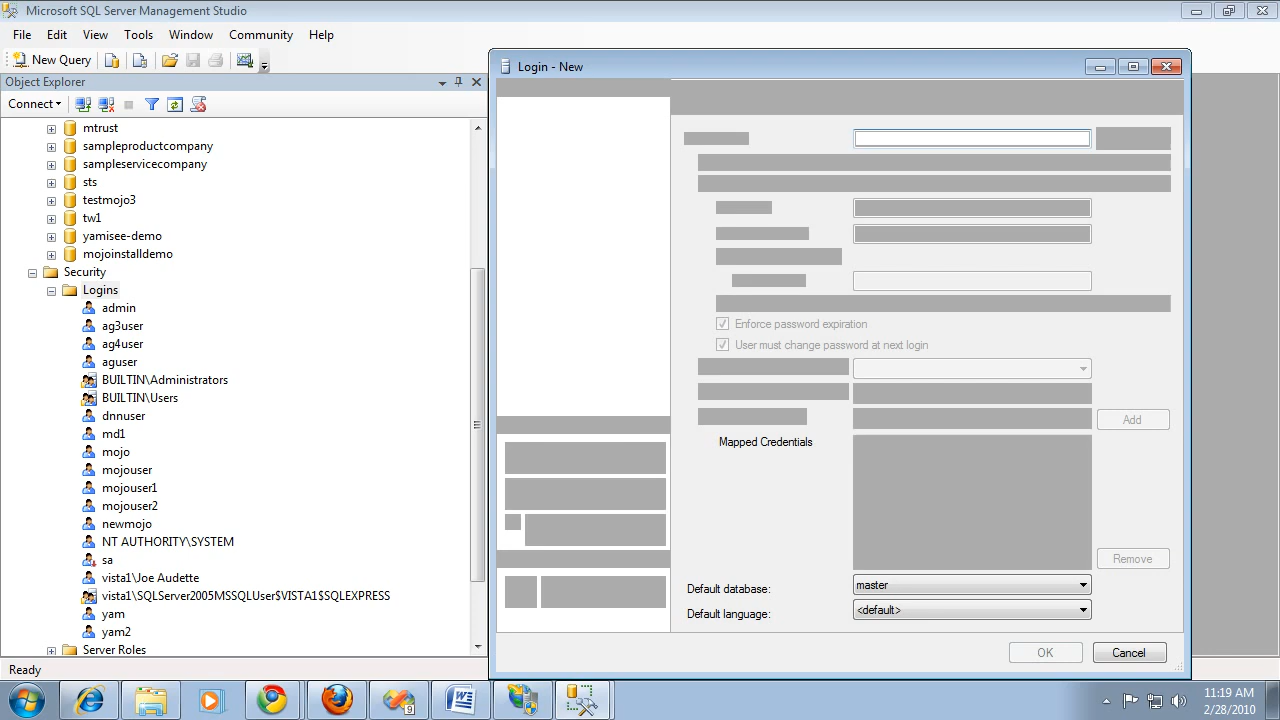 Microsoft SQL Server Management Studio
File Edit View Tools Window Community Help
New Query
Object Explorer
Connect
mtrust
sampleproductcompany
sampleservicecompany
sts
testmojo3
tw1
yamisee-demo
mojoinstalldemo
Security
Logins
admin
ag3user
ag4user
aguser
BUILTIN\Administrators
BUILTIN\Users
dnnuser
md1
mojo
mojouser
mojouser1
mojouser2
newmojo
NT AUTHORITY\SYSTEM
sa
vista1\Joe Audette
vista1\SQLServer2005MSSQLUser$VISTA1$SQLEXPRESS
yam
yam2
Server Roles
Ready
Login - New
Enforce password expiration
User must change password at next login
Add
Mapped Credentials
Remove
Default database: master
Default language: <default>
OK Cancel
9
11:19 AM
2/28/2010